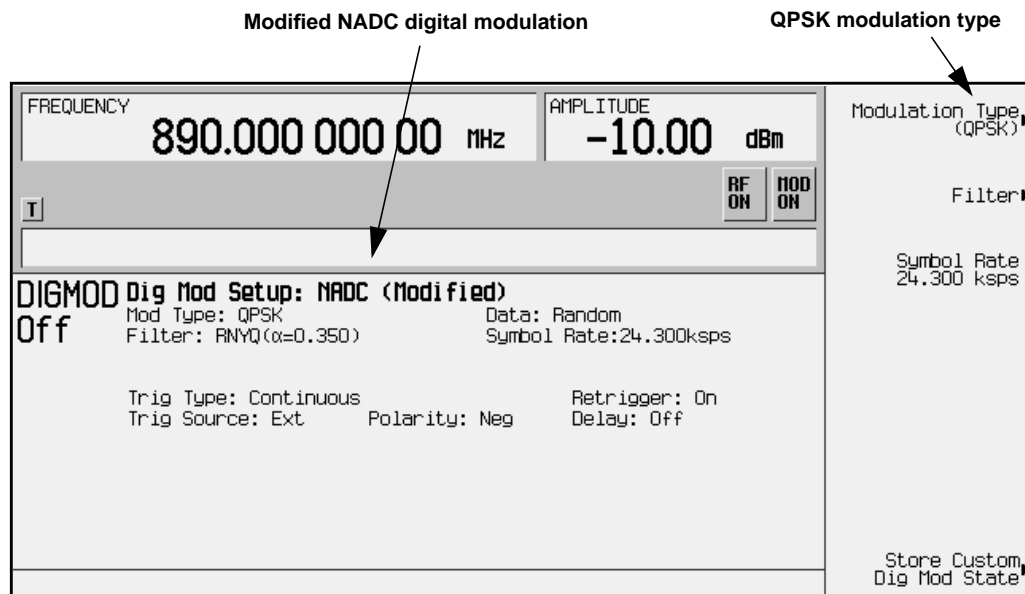 Modified NADC digital modulation
QPSK modulation type
FREQUENCY
890.000 000 00 MHz
AMPLITUDE
-10.00 dBm
RF ON
MOD ON
T
DIGMOD Off
Dig Mod Setup: NADC (Modified)
Mod Type: QPSK Data: Random
Filter: RNYQ(α=0.350) Symbol Rate:24.300ksps
Trig Type: Continuous Retrigger: On
Trig Source: Ext Polarity: Neg Delay: Off
Modulation Type
(QPSK)
Filter
Symbol Rate
24.300 ksps
Store Custom
Dig Mod State